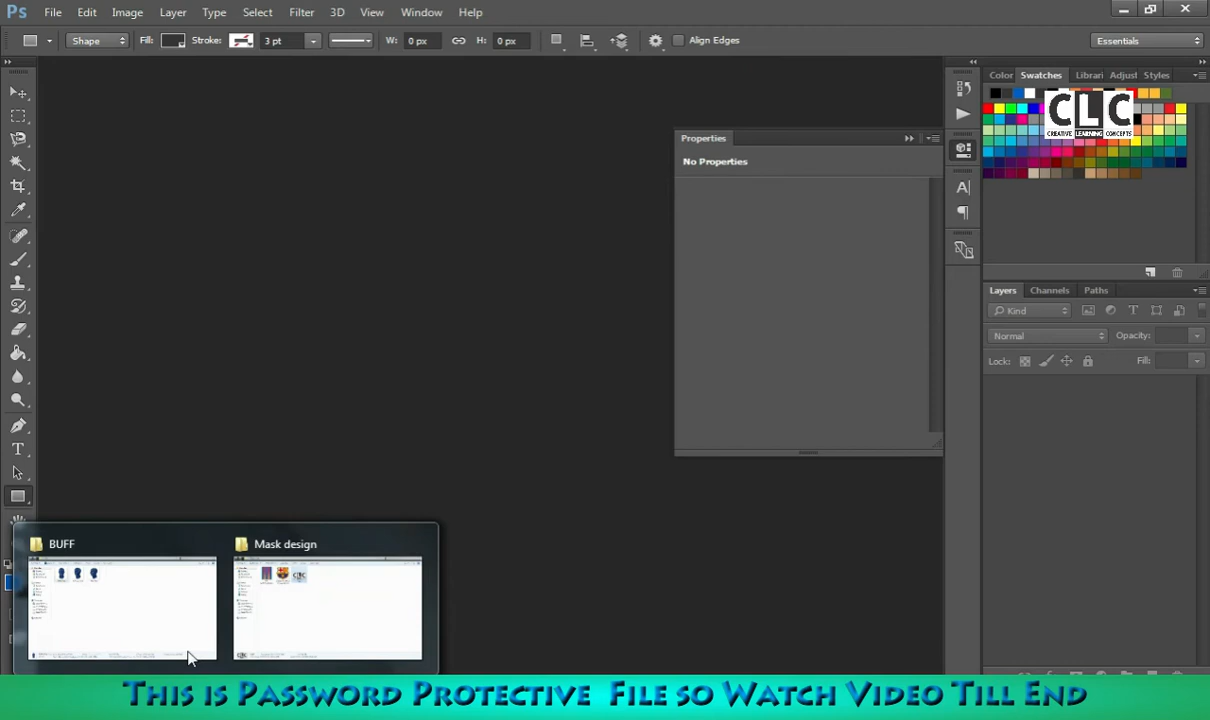 Ps File Edit Image Layer Type Select Filter 3D View Window Help
Shape Fill: Stroke: 3 pt W: 0 px H: 0 px Align Edges Essentials
Color Swatches Librari Adjust Styles
CLC
CREATIVE LEARNING CONCEPTS
Properties
No Properties
Layers Channels Paths
Kind
Normal Opacity:
Lock: Fill:
BUFF Mask design
This is Password Protective File so Watch Video Till End